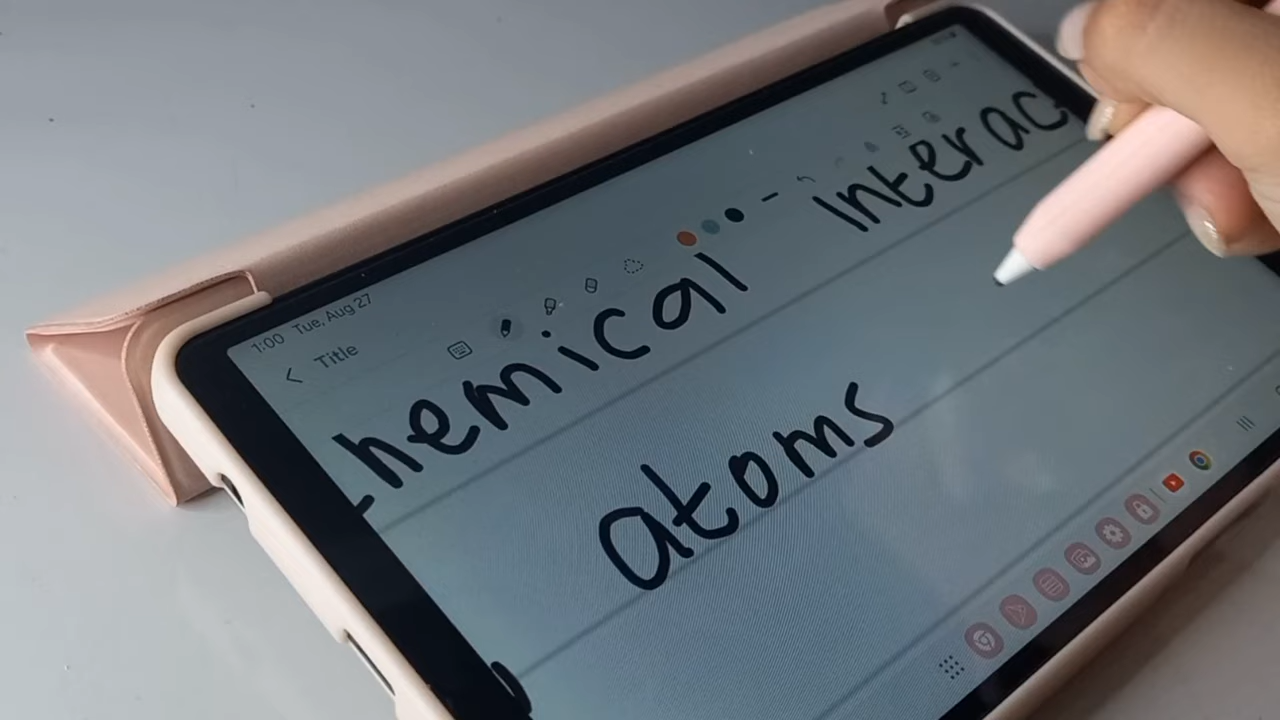 1:00 Tue, Aug 27
Title
hemical Interac
atoms